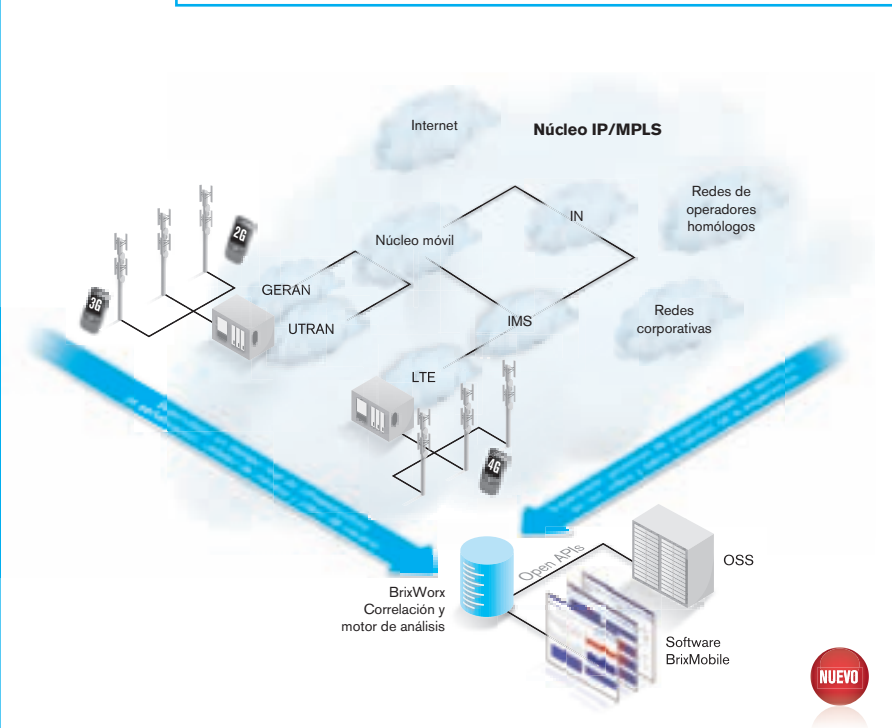 Internet
Núcleo IP/MPLS
Redes de
operadores
homólogos
IN
2G
Núcleo móvil
GERAN
3G
UTRAN
IMS
Redes
corporativas
LTE
4G
Open APIs
OSS
BrixWorx
Correlación y
motor de análisis
Software
BrixMobile
NUEVO